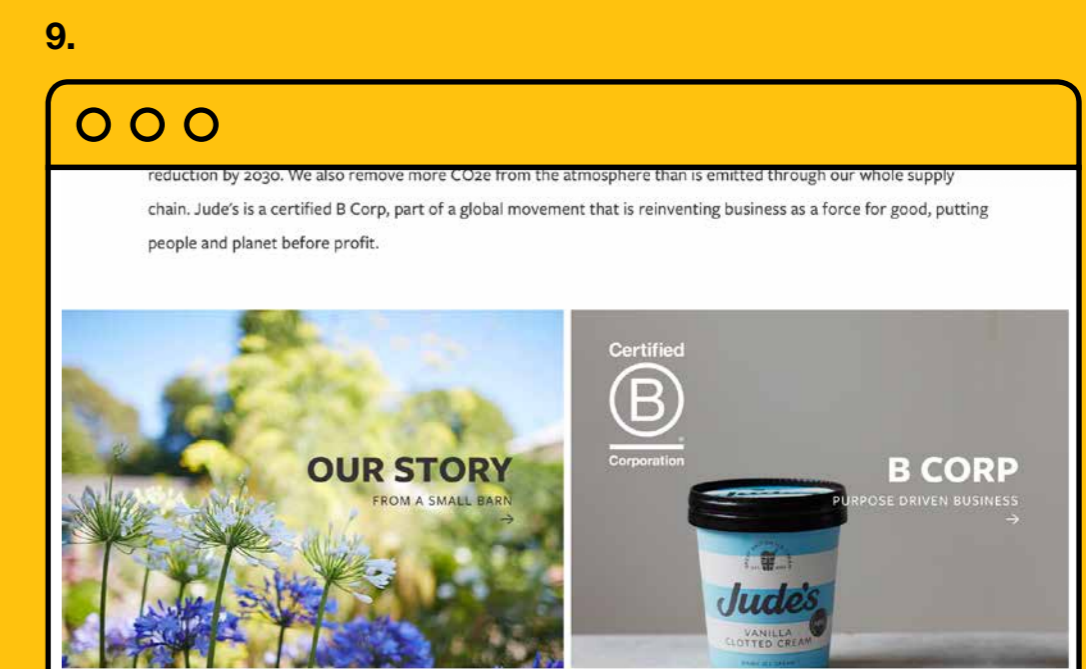 9.
reduction by 2030. We also remove more CO2e from the atmosphere than is emitted through our whole supply
chain. Jude's is a certified B Corp, part of a global movement that is reinventing business as a force for good, putting
people and planet before profit.
OUR STORY
FROM A SMALL BARN
→
Certified
B
®
Corporation
B CORP
PURPOSE DRIVEN BUSINESS
→
Jude's
VANILLA
CLOTTED CREAM